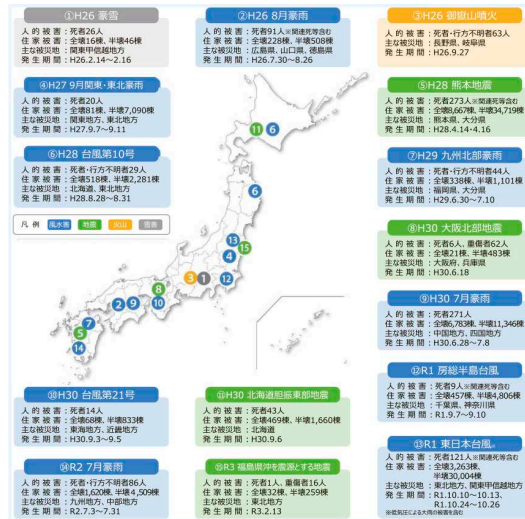 ①H26 豪雪
人的被害：死者26人
住家被害：全壊16棟、半壊46棟
主な被災地：関東甲信越地方
発生期間：H26.2.14～2.16
②H26 8月豪雨
人的被害：死者91人※関連死等含む
住家被害：全壊228棟、半壊508棟
主な被災地：広島県、山口県、徳島県
発生期間：H26.7.30～8.26
③H26 御嶽山噴火
人的被害：死者・行方不明者63人
主な被災地：長野県、岐阜県
発生期間：H26.9.27
④H27 9月関東・東北豪雨
人的被害：死者20人
住家被害：全壊81棟、半壊7,090棟
主な被災地：関東地方、東北地方
発生期間：H27.9.7～9.11
⑤H28 熊本地震
人的被害：死者273人※関連死等含む
住家被害：全壊8,667棟、半壊34,719棟
主な被災地：熊本県、大分県
発生期間：H28.4.14・4.16
⑥H28 台風第10号
人的被害：死者・行方不明者29人
住家被害：全壊518棟、半壊2,281棟
主な被災地：北海道、東北地方
発生期間：H28.8.28～8.31
⑦H29 九州北部豪雨
人的被害：死者・行方不明者44人
住家被害：全壊338棟、半壊1,101棟
主な被災地：福岡県、大分県
発生期間：H29.6.30～7.10
凡例 風水害 地震 火山 雪害
11 6
6
13
15
4
3 1 12
8
2 9 10
7
5
14
⑧H30 大阪北部地震
人的被害：死者6人、重傷者62人
住家被害：全壊21棟、半壊483棟
主な被災地：大阪府、兵庫県
発生期間：H30.6.18
⑨H30 7月豪雨
人的被害：死者271人
住家被害：全壊6,783棟、半壊11,346棟
主な被災地：中国地方、四国地方
発生期間：H30.6.28～7.8
⑩H30 台風第21号
人的被害：死者14人
住家被害：全壊68棟、半壊833棟
主な被災地：東海地方、近畿地方
発生期間：H30.9.3～9.5
⑪H30 北海道胆振東部地震
人的被害：死者43人
住家被害：全壊469棟、半壊1,660棟
主な被災地：北海道
発生期間：H30.9.6
⑫R1 房総半島台風
人的被害：死者9人※関連死等含む
住家被害：全壊457棟、半壊4,806棟
主な被災地：千葉県、神奈川県
発生期間：R1.9.7～9.10
⑬R1 東日本台風※
人的被害：死者121人※関連死等含む
住家被害：全壊3,263棟、
半壊30,004棟
主な被災地：東北地方、関東甲信越地方
発生期間：R1.10.10～10.13、
R1.10.24～10.26
※低気圧による大雨の被害を含む
⑭R2 7月豪雨
人的被害：死者・行方不明者86人
住家被害：全壊1,620棟、半壊4,509棟
主な被災地：九州地方、中部地方
発生期間：R2.7.3～7.31
⑮R3 福島県沖を震源とする地震
人的被害：死者1人、重傷者16人
住家被害：全壊32棟、半壊259棟
主な被災地：東北地方
発生期間：R3.2.13